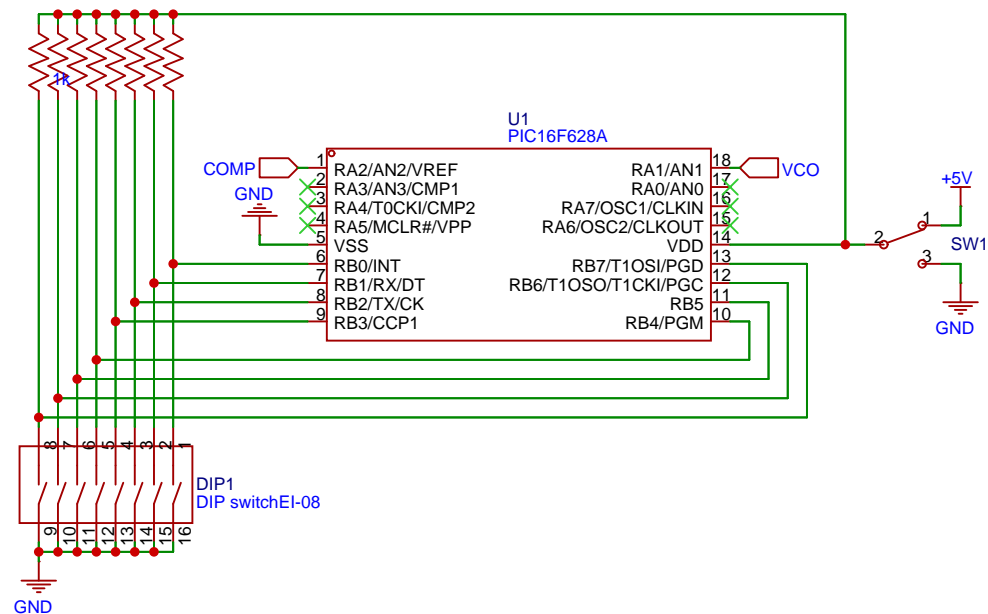 1k
U1
PIC16F628A
COMP
1 RA2/AN2/VREF
2 RA3/AN3/CMP1
3 RA4/T0CKI/CMP2
4 RA5/MCLR#/VPP
5 VSS
6 RB0/INT
7 RB1/RX/DT
8 RB2/TX/CK
9 RB3/CCP1
GND
RA1/AN1 18
RA0/AN0 17
RA7/OSC1/CLKIN 16
RA6/OSC2/CLKOUT 15
VDD 14
RB7/T1OSI/PGD 13
RB6/T1OSO/T1CKI/PGC 12
RB5 11
RB4/PGM 10
VCO
+5V
1
2
SW1
3
GND
8 7 6 5 4 3 2 1
DIP1
DIP switchEI-08
9 10 11 12 13 14 15 16
GND